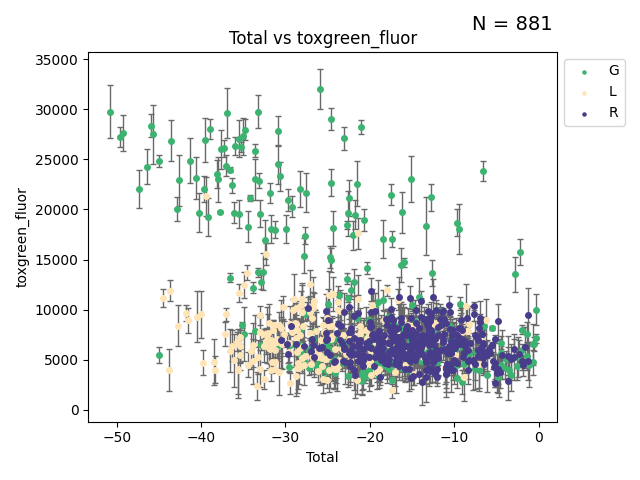 N = 881
Total vs toxgreen_fluor
35000
30000
25000
20000
15000
10000
5000
0
toxgreen_fluor
−50
−40
−30
−20
−10
0
Total
G
L
R